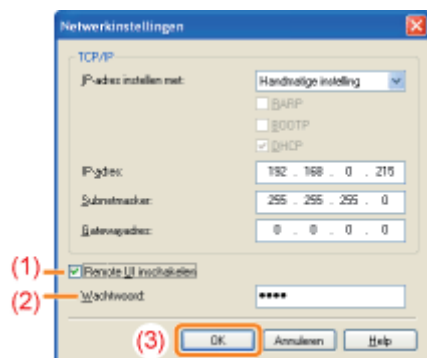 Netwerkinstellingen
TCP/IP
IP-adres instellen met: Handmatige instelling
RARP
BOOTP
DHCP
IP-adres: 192 . 168 . 0 . 215
Subnetmasker: 255 . 255 . 255 . 0
Gatewayadres: 0 . 0 . 0 . 0
(1) Remote UI inschakelen
(2) Wachtwoord: ••••
(3) OK Annuleren Help